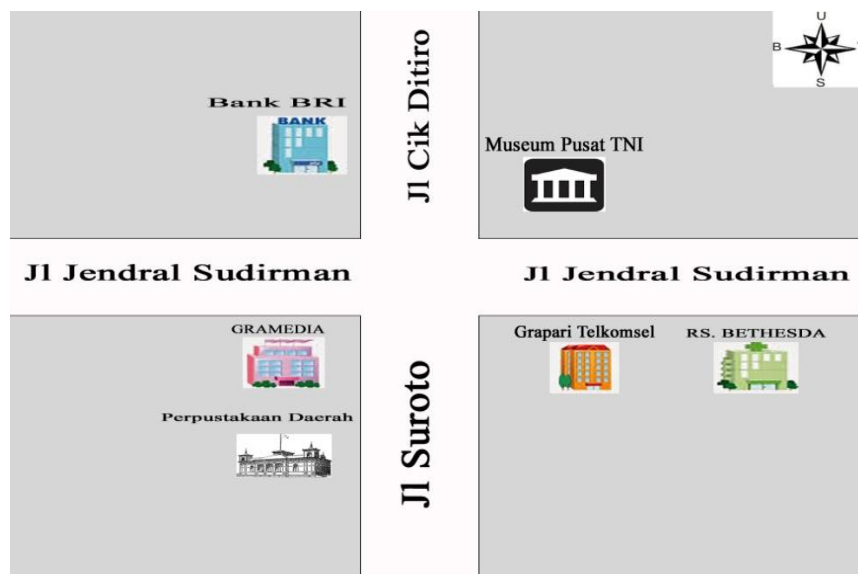 U
B
S
Bank BRI
BANK
Jl Cik Ditiro
Museum Pusat TNI
Jl Jendral Sudirman
Jl Jendral Sudirman
GRAMEDIA
Grapari Telkomsel
RS. BETHESDA
Perpustakaan Daerah
Jl Suroto